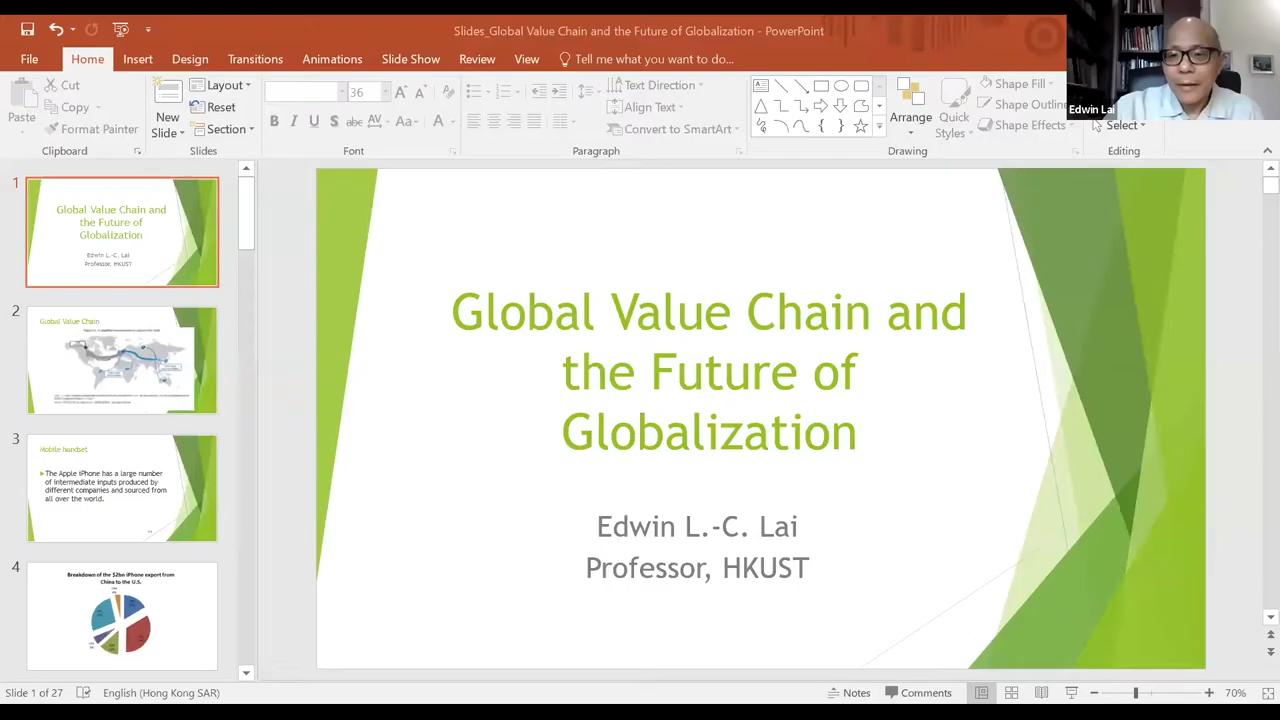 Slides_Global Value Chain and the Future of Globalization - PowerPoint
File Home Insert Design Transitions Animations Slide Show Review View Tell me what you want to do...
Paste
Cut
Copy
Format Painter
Clipboard
New
Slide
Layout
Reset
Section
Slides
36
B I U S abc
Font
Text Direction
Align Text
Convert to SmartArt
Paragraph
Arrange
Quick
Styles
Shape Fill
Shape Outline
Shape Effects
Drawing
Select
Editing
Edwin Lai
1
Global Value Chain and
the Future of
Globalization
Edwin L.-C. Lai
Professor, HKUST
2
Global Value Chain
3
Mobile handset
The Apple iPhone has a large number
of intermediate inputs produced by
different companies and sourced from
all over the world.
4
Breakdown of the $2bn iPhone export from
China to the U.S.
Global Value Chain and
the Future of
Globalization
Edwin L.-C. Lai
Professor, HKUST
Slide 1 of 27 English (Hong Kong SAR) Notes Comments 70%